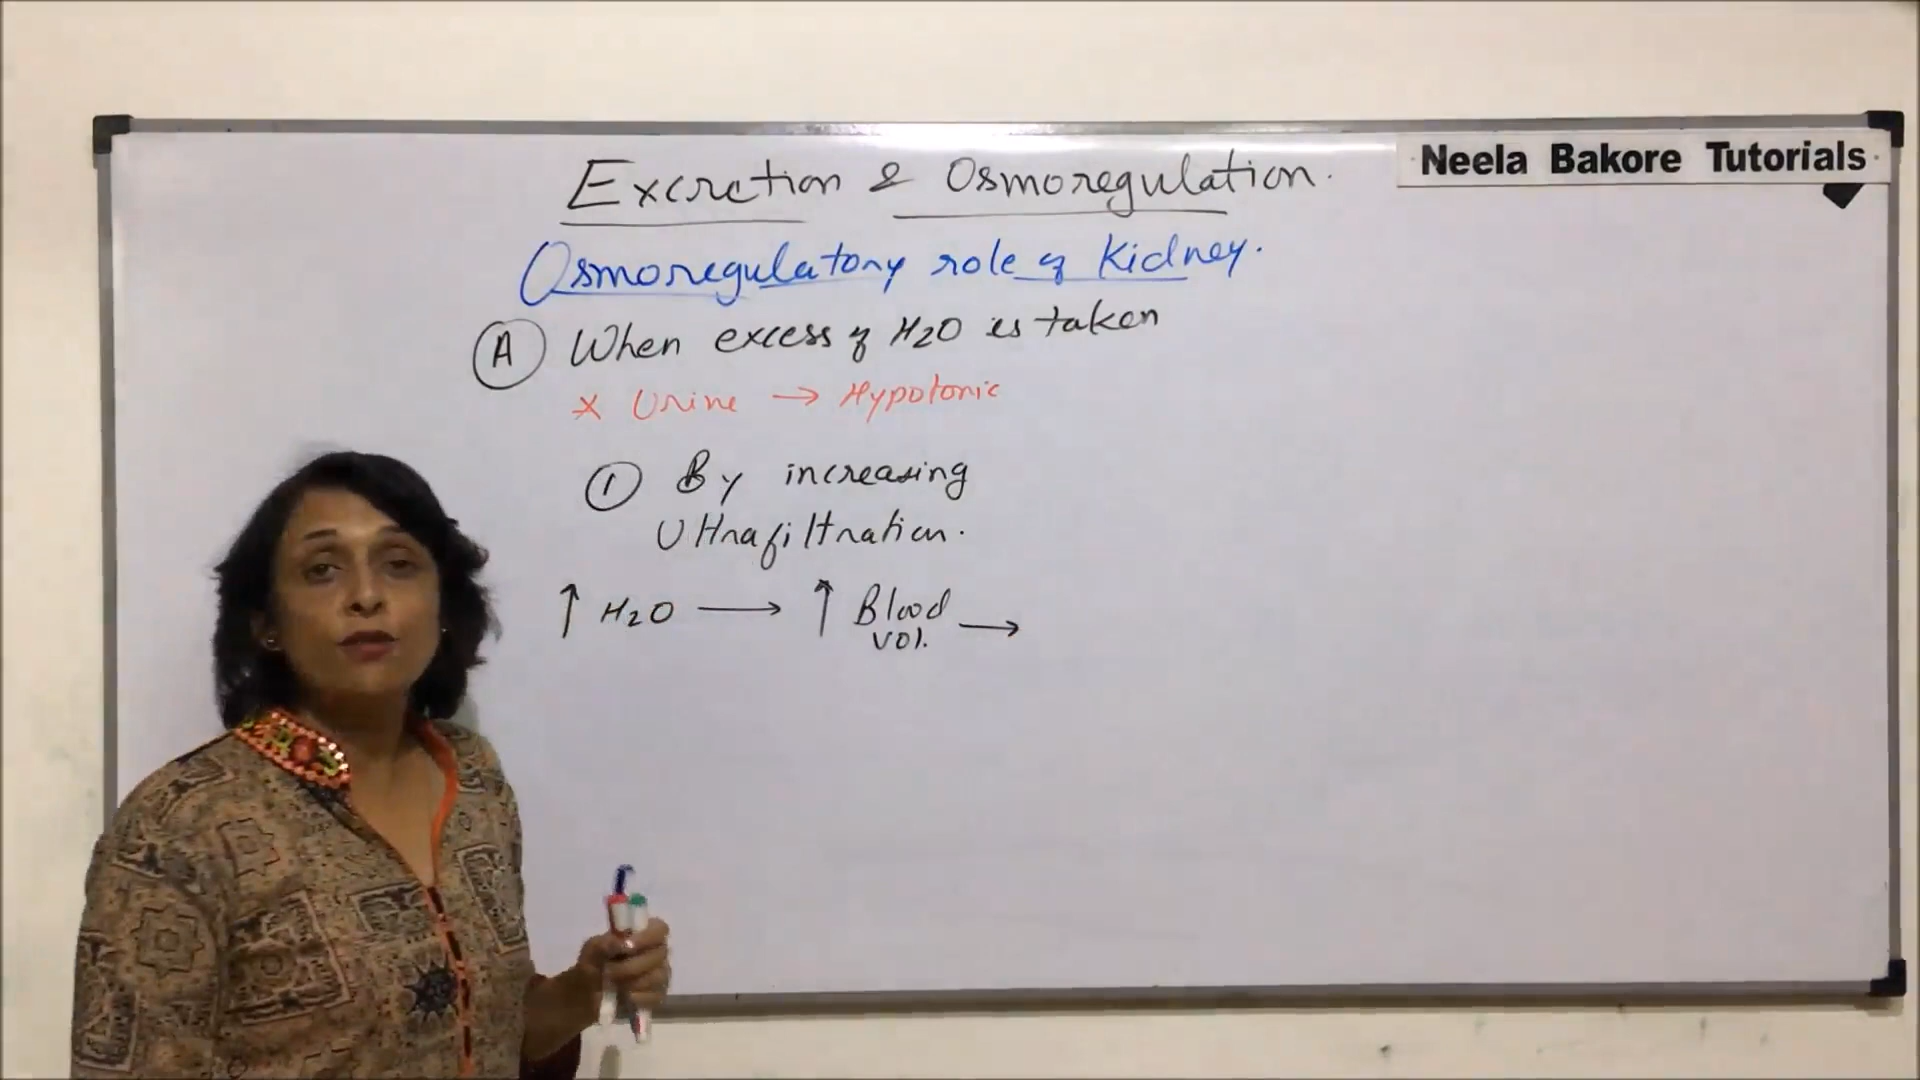 Neela Bakore Tutorials
Excretion & Osmoregulation.
Osmoregulatory role of Kidney.
A When excess of H2O is taken
x Urine → Hypotonic
1 By increasing
Ultrafiltration.
↑ H2O → ↑ Blood vol. →